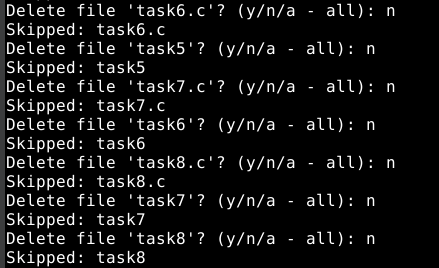 Delete file 'task6.c'? (y/n/a - all): n
Skipped: task6.c
Delete file 'task5'? (y/n/a - all): n
Skipped: task5
Delete file 'task7.c'? (y/n/a - all): n
Skipped: task7.c
Delete file 'task6'? (y/n/a - all): n
Skipped: task6
Delete file 'task8.c'? (y/n/a - all): n
Skipped: task8.c
Delete file 'task7'? (y/n/a - all): n
Skipped: task7
Delete file 'task8'? (y/n/a - all): n
Skipped: task8